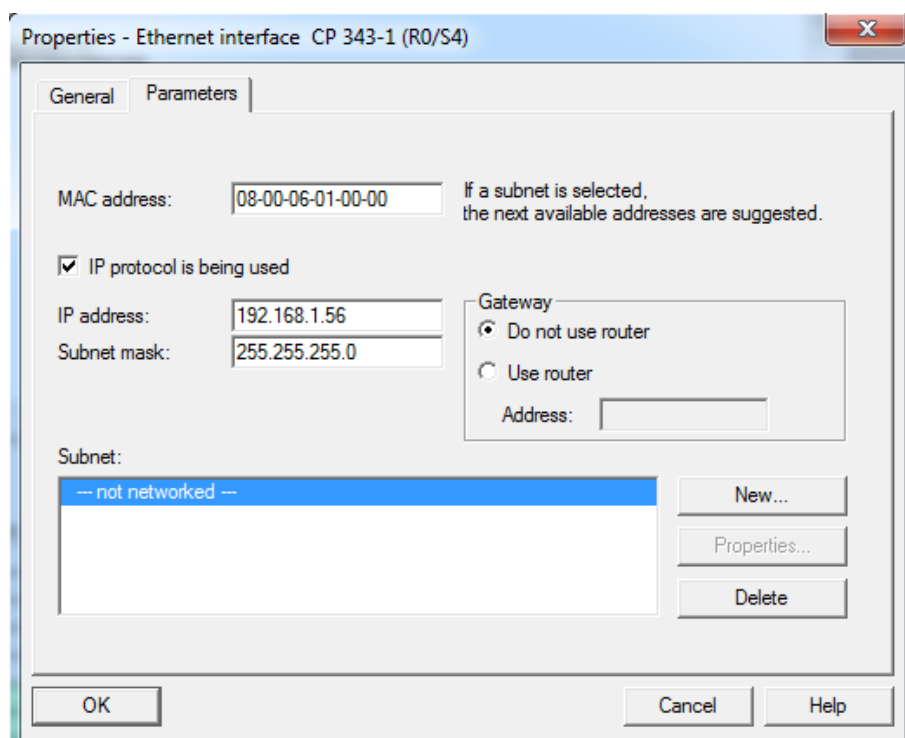 Properties - Ethernet interface CP 343-1 (R0/S4)
General
Parameters
MAC address:
08-00-06-01-00-00
If a subnet is selected,
the next available addresses are suggested.
IP protocol is being used
IP address:
192.168.1.56
Subnet mask:
255.255.255.0
Gateway
Do not use router
Use router
Address:
Subnet:
--- not networked ---
New...
Properties...
Delete
OK
Cancel
Help